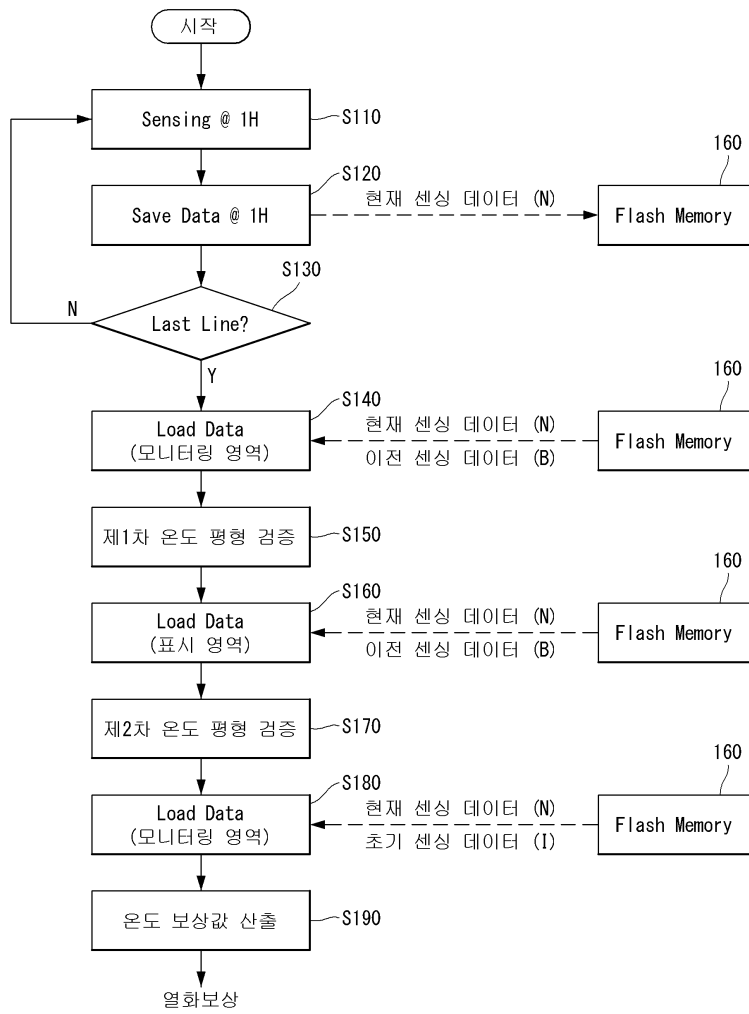 시작
Sensing @ 1H
S110
S120
160
Save Data @ 1H
현재 센싱 데이터 (N)
Flash Memory
S130
N
Last Line?
Y
S140
160
Load Data
(모니터링 영역)
현재 센싱 데이터 (N)
이전 센싱 데이터 (B)
Flash Memory
제1차 온도 평형 검증
S150
S160
160
Load Data
(표시 영역)
현재 센싱 데이터 (N)
이전 센싱 데이터 (B)
Flash Memory
제2차 온도 평형 검증
S170
S180
160
Load Data
(모니터링 영역)
현재 센싱 데이터 (N)
초기 센싱 데이터 (I)
Flash Memory
온도 보상값 산출
S190
열화보상